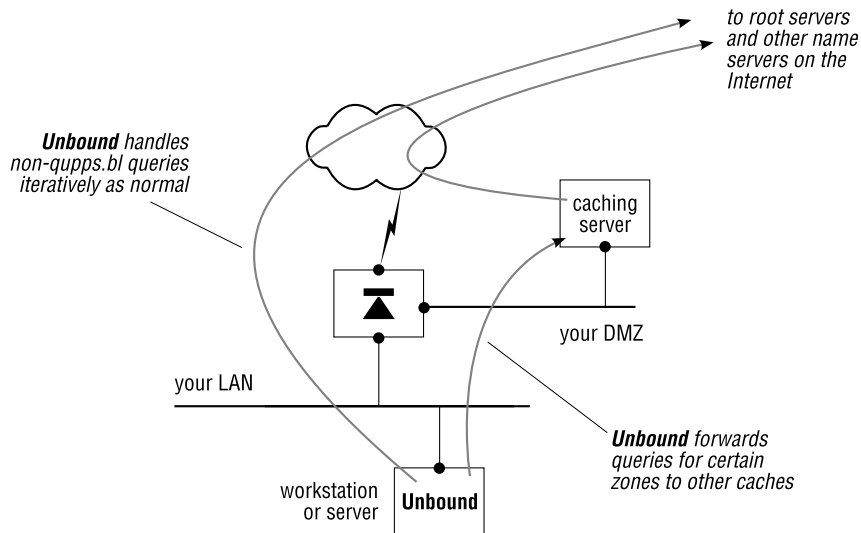 to root servers
and other name
servers on the
Internet
Unbound handles
non-qupps.bl queries
iteratively as normal
caching
server
your DMZ
your LAN
Unbound forwards
queries for certain
zones to other caches
workstation
or server
Unbound